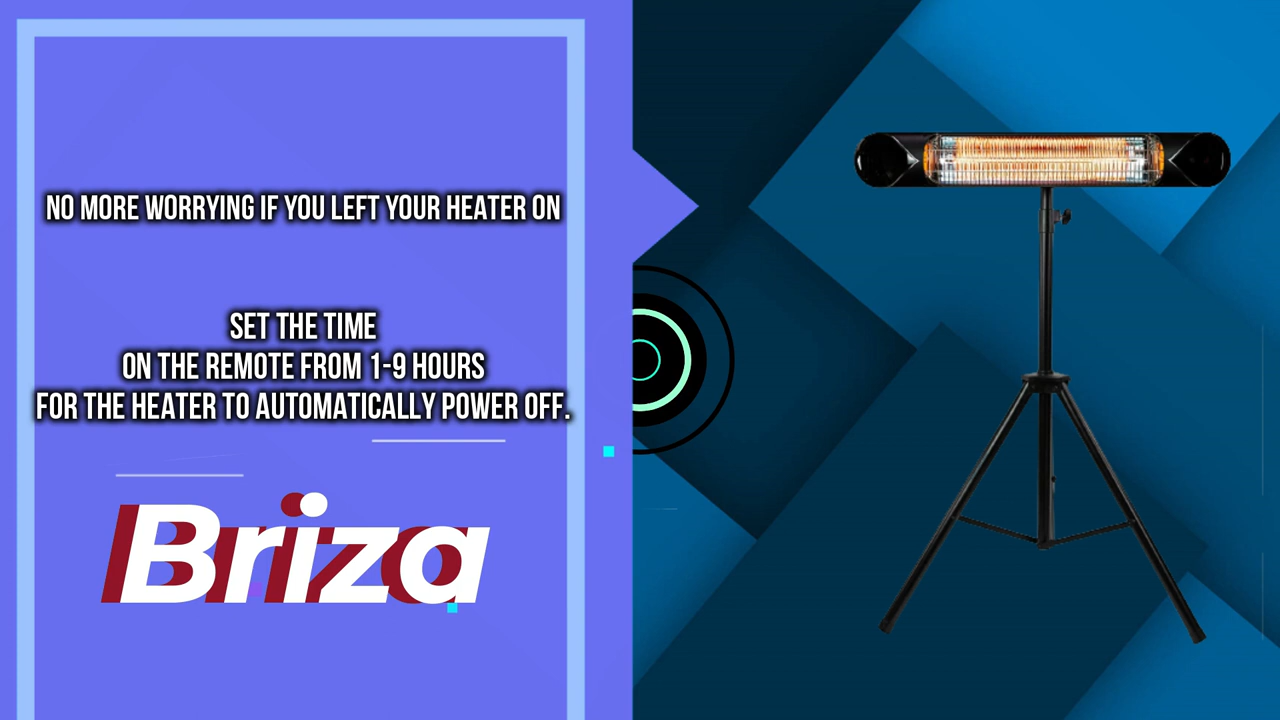 NO MORE WORRYING IF YOU LEFT YOUR HEATER ON
SET THE TIME
ON THE REMOTE FROM 1-9 HOURS
FOR THE HEATER TO AUTOMATICALLY POWER OFF.
Briza